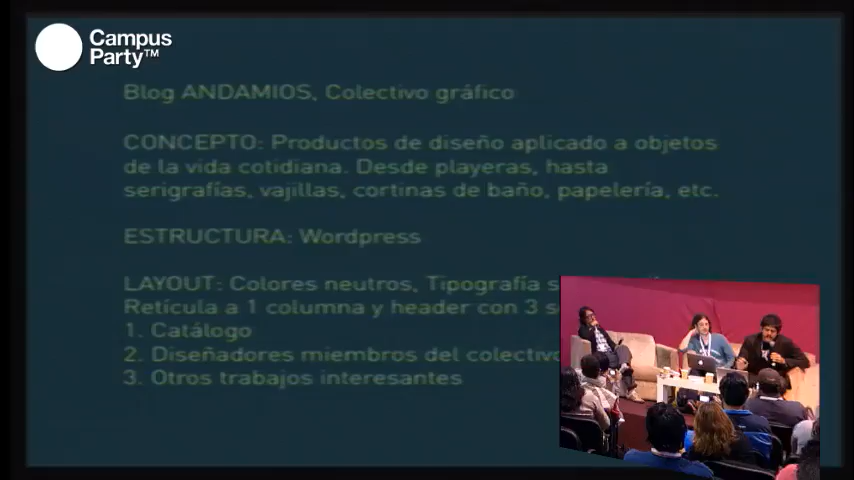 Campus
Party™
Blog ANDAMIOS, Colectivo gráfico
CONCEPTO: Productos de diseño aplicado a objetos
de la vida cotidiana. Desde playeras, hasta
serigrafías, vajillas, cortinas de baño, papelería, etc.
ESTRUCTURA: Wordpress
LAYOUT: Colores neutros, Tipografía
Retícula a 1 columna y header con 3
1. Catálogo
2. Diseñadores miembros del colectivo
3. Otros trabajos interesantes